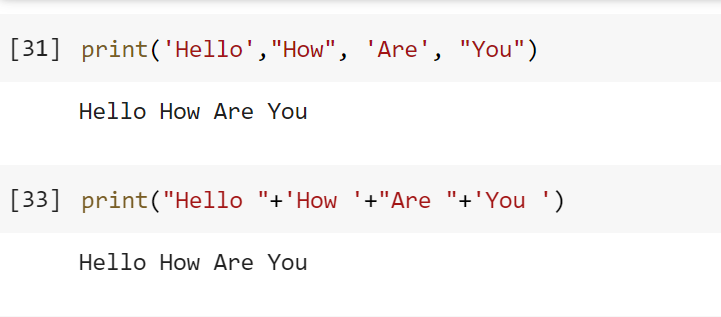 [31] print('Hello',"How", 'Are', "You")
Hello How Are You
[33] print("Hello "+'How '+"Are "+'You ')
Hello How Are You